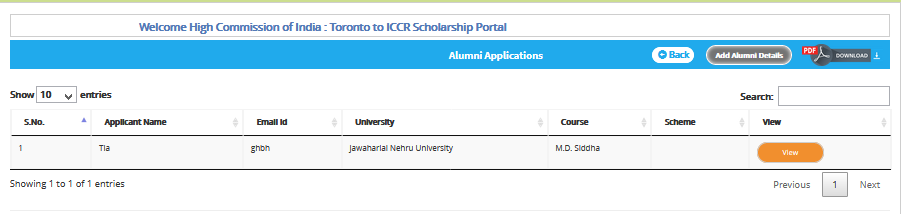 Welcome High Commission of India : Toronto to ICCR Scholarship Portal
Alumni Applications Back Add Alumni Details PDF DOWNLOAD
Show 10 entries Search:
S.No. Applicant Name Email Id University Course Scheme View
1 Tia ghbh Jawaharlal Nehru University M.D. Siddha View
Showing 1 to 1 of 1 entries Previous 1 Next